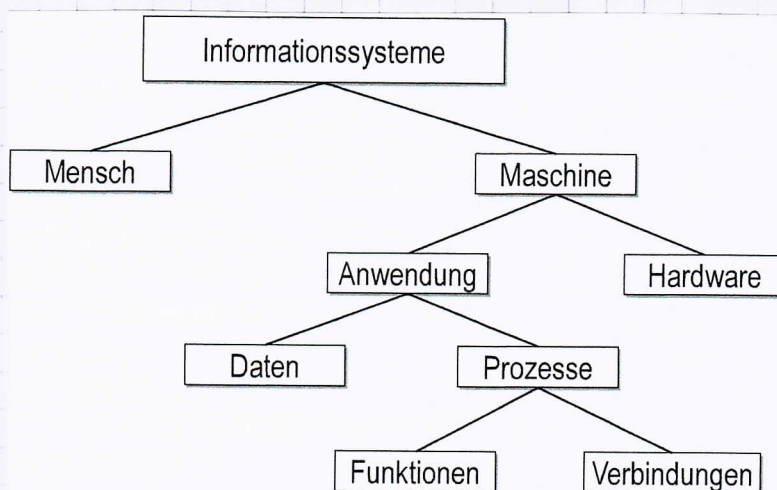 Informationssysteme
Mensch
Maschine
Anwendung
Hardware
Daten
Prozesse
Funktionen
Verbindungen